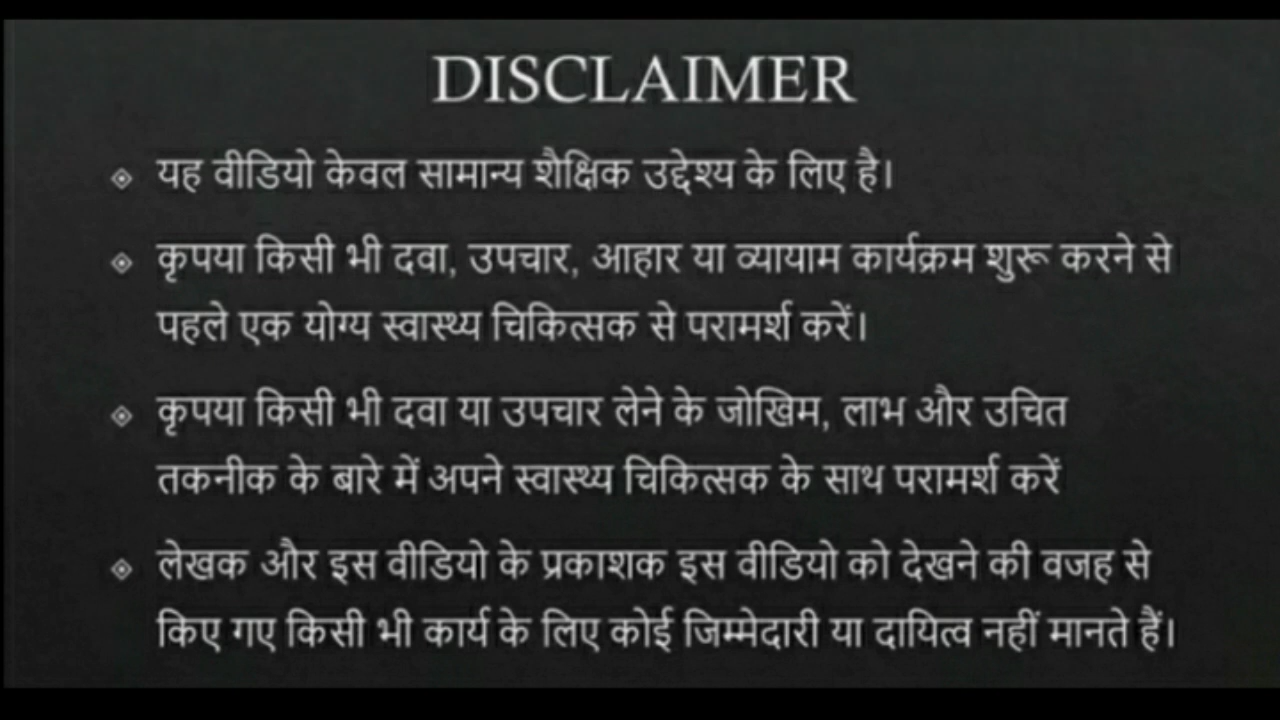 DISCLAIMER
यह वीडियो केवल सामान्य शैक्षिक उद्देश्य के लिए है।
कृपया किसी भी दवा, उपचार, आहार या व्यायाम कार्यक्रम शुरू करने से
पहले एक योग्य स्वास्थ्य चिकित्सक से परामर्श करें।
कृपया किसी भी दवा या उपचार लेने के जोखिम, लाभ और उचित
तकनीक के बारे में अपने स्वास्थ्य चिकित्सक के साथ परामर्श करें
लेखक और इस वीडियो के प्रकाशक इस वीडियो को देखने की वजह से
किए गए किसी भी कार्य के लिए कोई जिम्मेदारी या दायित्व नहीं मानते हैं।